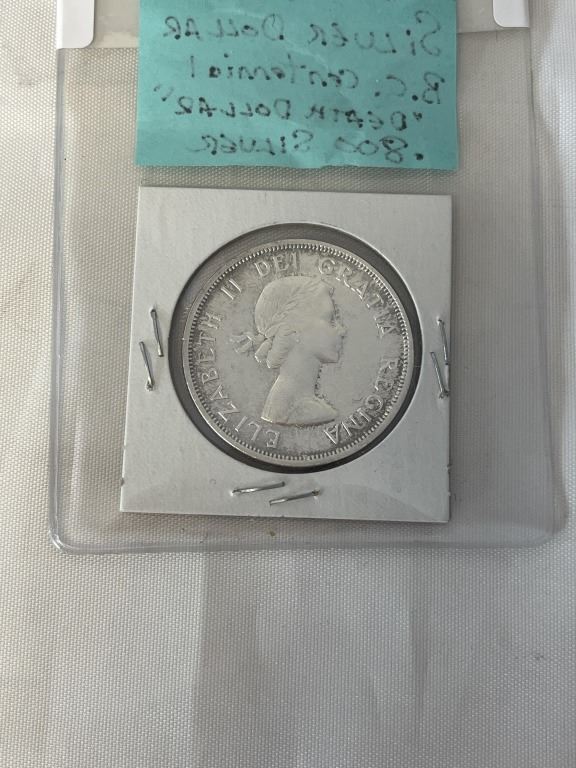 SILVER DOLLAR
B.C. Centennial
"DEATH DOLLAR"
.800 SILVER
ELIZABETH II DEI GRATIA REGINA